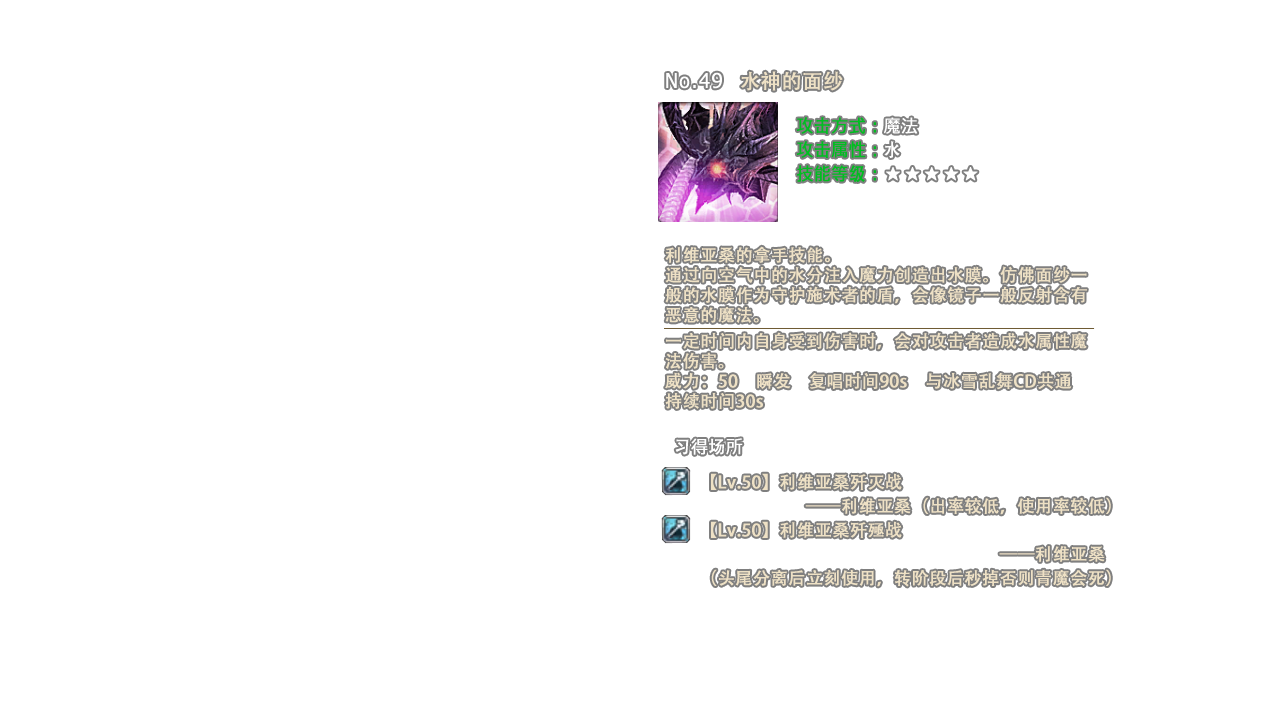 No.49 水神的面纱
攻击方式：魔法
攻击属性：水
技能等级：☆☆☆☆☆
利维亚桑的拿手技能。
通过向空气中的水分注入魔力创造出水膜。仿佛面纱一
般的水膜作为守护施术者的盾，会像镜子一般反射含有
恶意的魔法。
一定时间内自身受到伤害时，会对攻击者造成水属性魔
法伤害。
威力：50 瞬发 复唱时间90s 与冰雪乱舞CD共通
持续时间30s
习得场所
【Lv.50】利维亚桑歼灭战
——利维亚桑（出率较低，使用率较低）
【Lv.50】利维亚桑歼殛战
——利维亚桑
（头尾分离后立刻使用，转阶段后秒掉否则青魔会死）